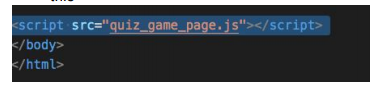 <script src="quiz_game_page.js"></script>
</body>
</html>